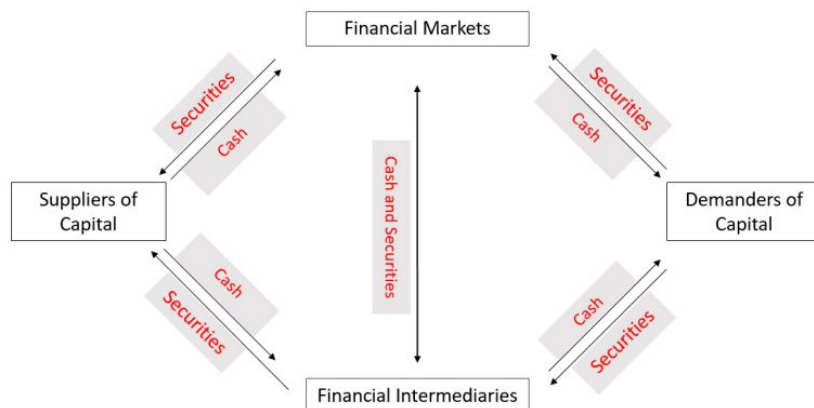 Financial Markets
Securities
Cash
Securities
Cash
Cash and Securities
Suppliers of
Capital
Demanders of
Capital
Cash
Securities
Cash
Securities
Financial Intermediaries